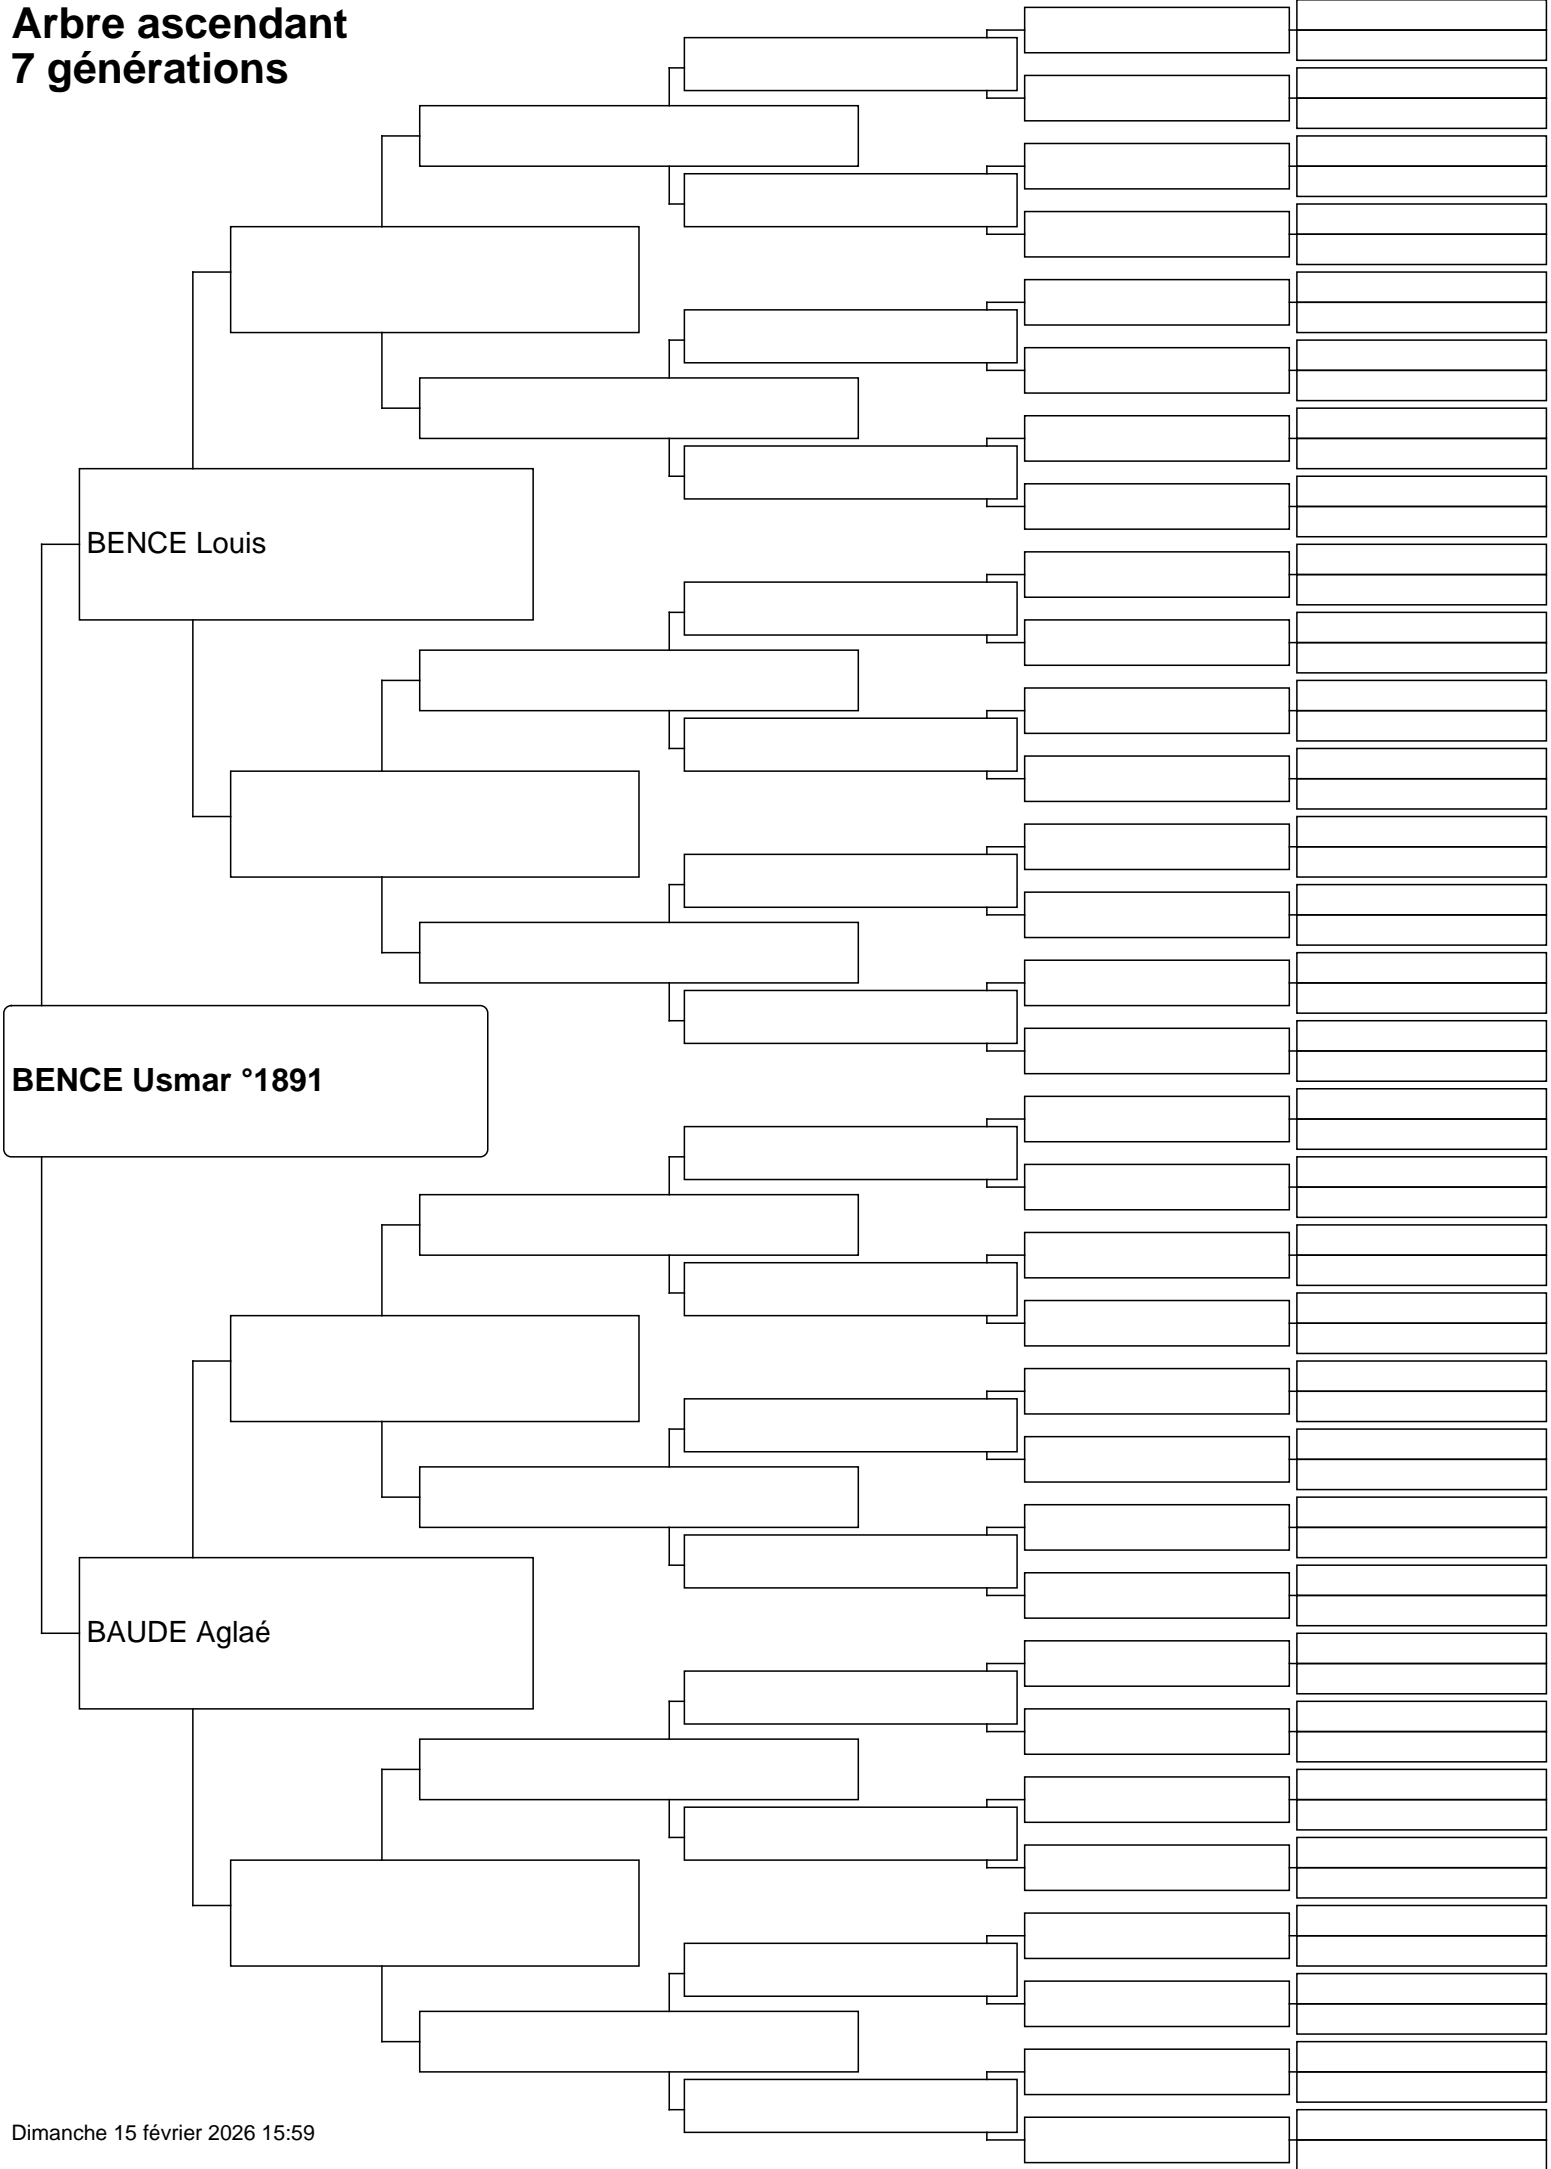 Arbre ascendant
7 générations
BENCE Louis
BENCE Usmar °1891
BAUDE Aglaé
Dimanche 15 février 2026 15:59